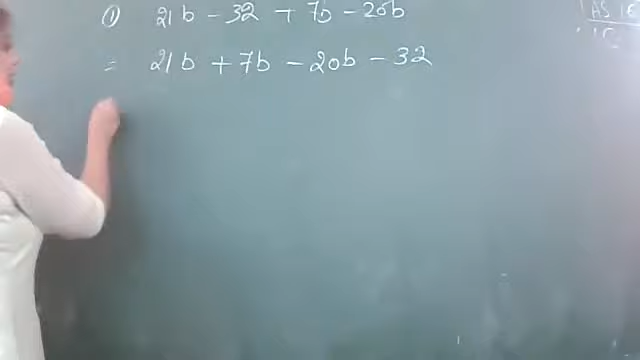 ① 21b - 32 + 7b - 20b
= 21b + 7b - 20b - 32